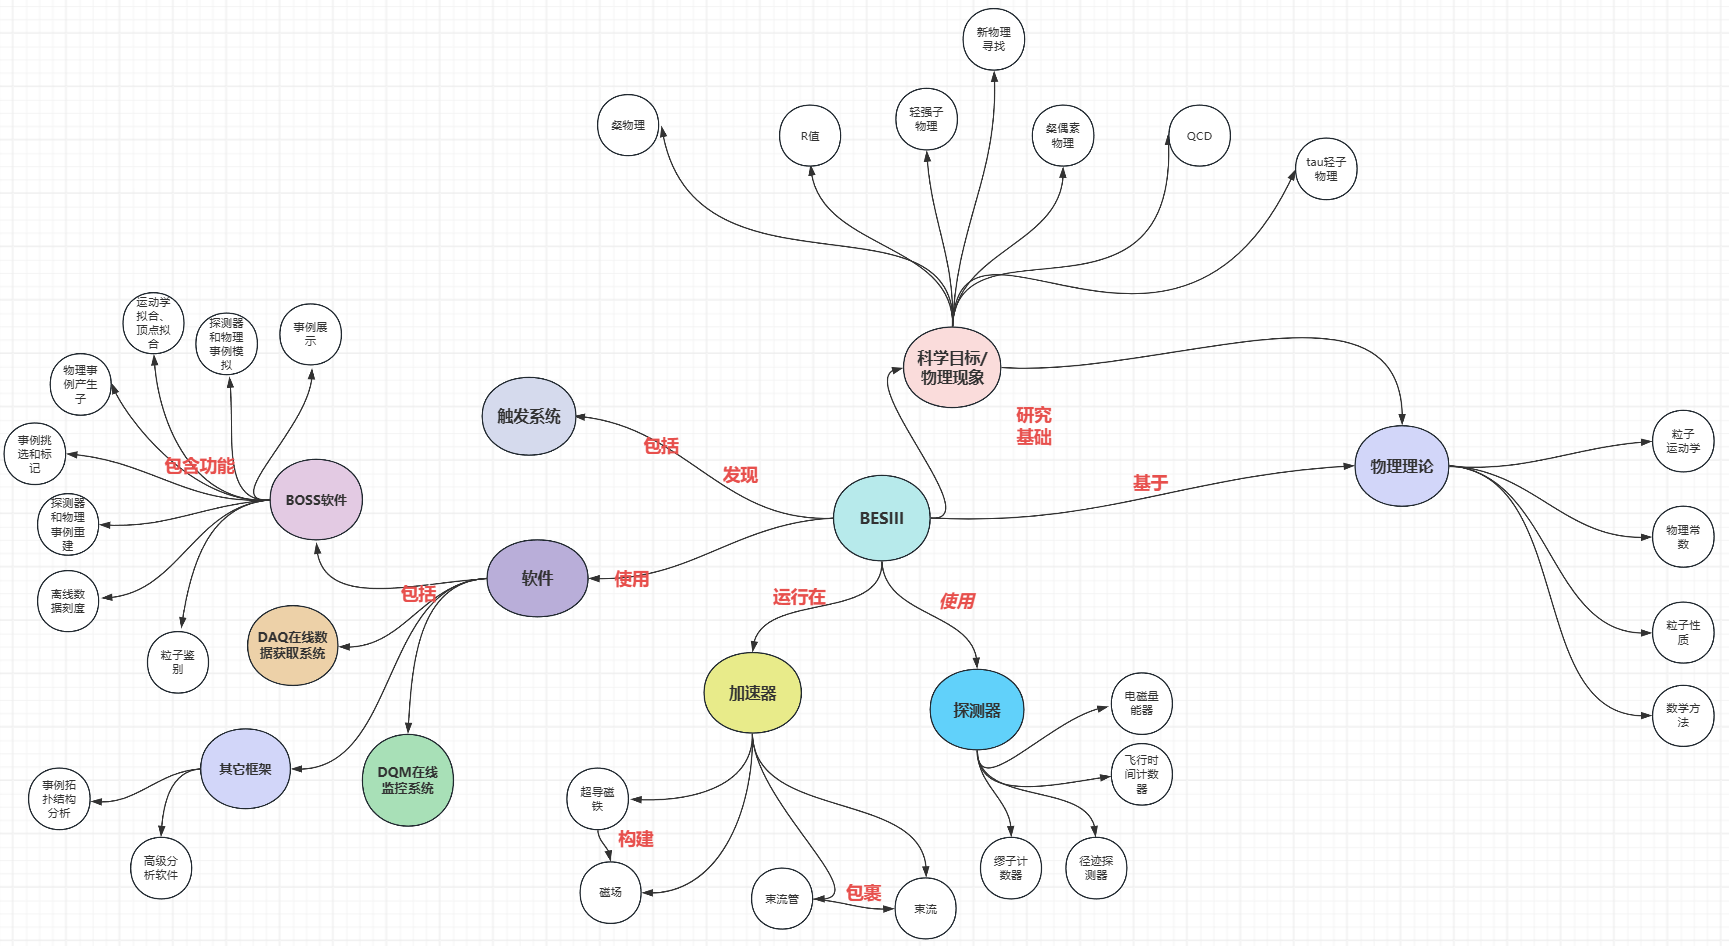 新物理
寻找
轻强子
物理
粲物理
R值
粲偶素
物理
QCD
tau轻子
物理
科学目标/
物理现象
研究
基础
运动学
拟合、
顶点拟
合
探测器
和物理
事例模
拟
事例展
示
物理事
例产生
子
事例挑
选和标
记
包含功能
BOSS软件
探测器
和物理
事例重
建
离线数
据刻度
粒子鉴
别
触发系统
包括
发现
BESIII
基于
物理理论
粒子
运动学
物理常
数
粒子性
质
数学方
法
软件
使用
包括
DAQ在线数
据获取系统
运行在
使用
加速器
探测器
电磁量
能器
飞行时
间计数
器
缪子计
数器
径迹探
测器
其它框架
DQM在线
监控系统
事例拓
扑结构
分析
高级分
析软件
超导磁
铁
构建
磁场
束流管
包裹
束流